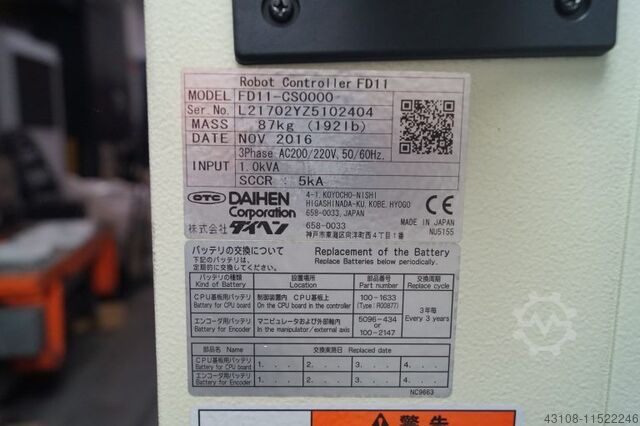 Robot Controller FD11
MODEL FD11-CS0000
Ser.No. L21702YZ5102404
MASS 87kg (192lb)
DATE NOV 2016
INPUT 3Phase AC200/220V, 50/60Hz,
1.0kVA
SCCR 5kA
OTC DAIHEN Corporation
4-1, KOYOCHO-NISHI
HIGASHINADA-KU, KOBE, HYOGO
658-0033, JAPAN
CE
MADE IN JAPAN
株式会社ダイヘン
658-0033
神戸市東灘区向洋町西4丁目1番
NU5155
バッテリの交換について Replacement of the Battery
下記のバッテリは、
定期的に交換してください。 Replace Batteries below periodically.
バッテリの種類 設置場所 部品番号 交換周期
Kind of Battery Location Part number Replace cycle
CPU基板用バッテリ 制御装置内 CPU基板上 100-1633
Battery for CPU board On the CPU board in the controller (Type : R00877)
3年毎
Every 3 years
エンコーダ用バッテリ マニピュレータおよび外部軸内 5096-434
or
Battery for Encoder In the manipulator/external axis 100-2147
部品名 Name 交換実施日 Replaced date
CPU基板用バッテリ
Battery for CPU board 1. 2. 3. 4.
エンコーダ用バッテリ
Battery for Encoder 1. 2. 3. 4.
NC9663
警告
43108-11522246